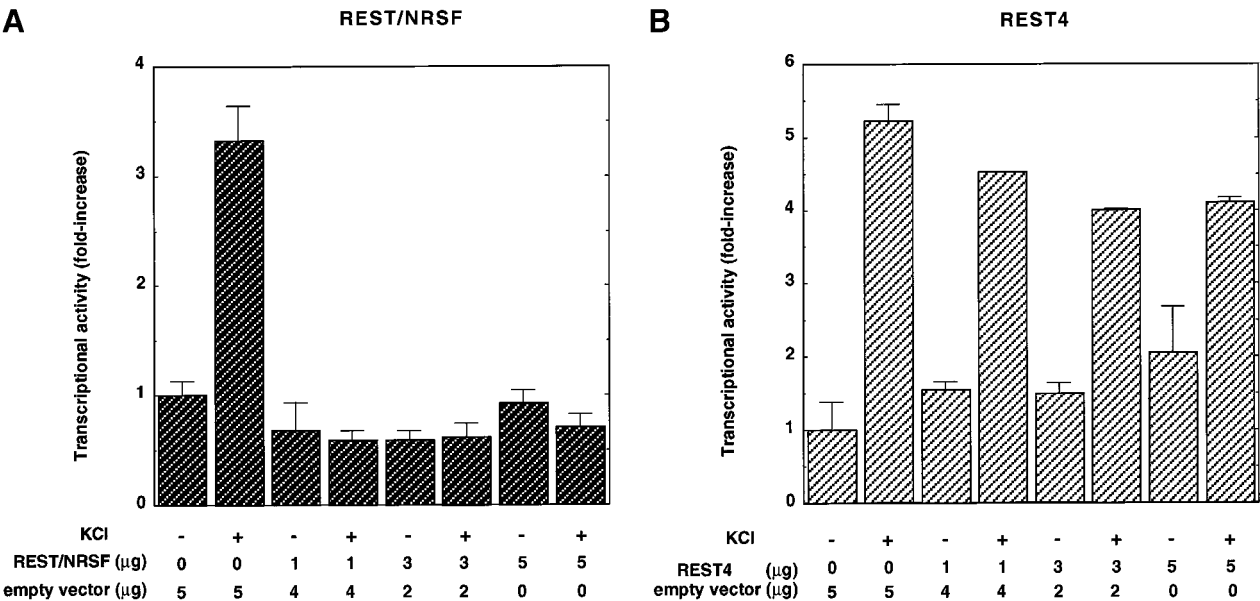 A
REST/NRSF
Transcriptional activity (fold-increase)
4
3
2
1
0
KCl - + - + - + - +
REST/NRSF (μg) 0 0 1 1 3 3 5 5
empty vector (μg) 5 5 4 4 2 2 0 0
B
REST4
Transcriptional activity (fold-increase)
6
5
4
3
2
1
0
KCl - + - + - + - +
REST4 (μg) 0 0 1 1 3 3 5 5
empty vector (μg) 5 5 4 4 2 2 0 0